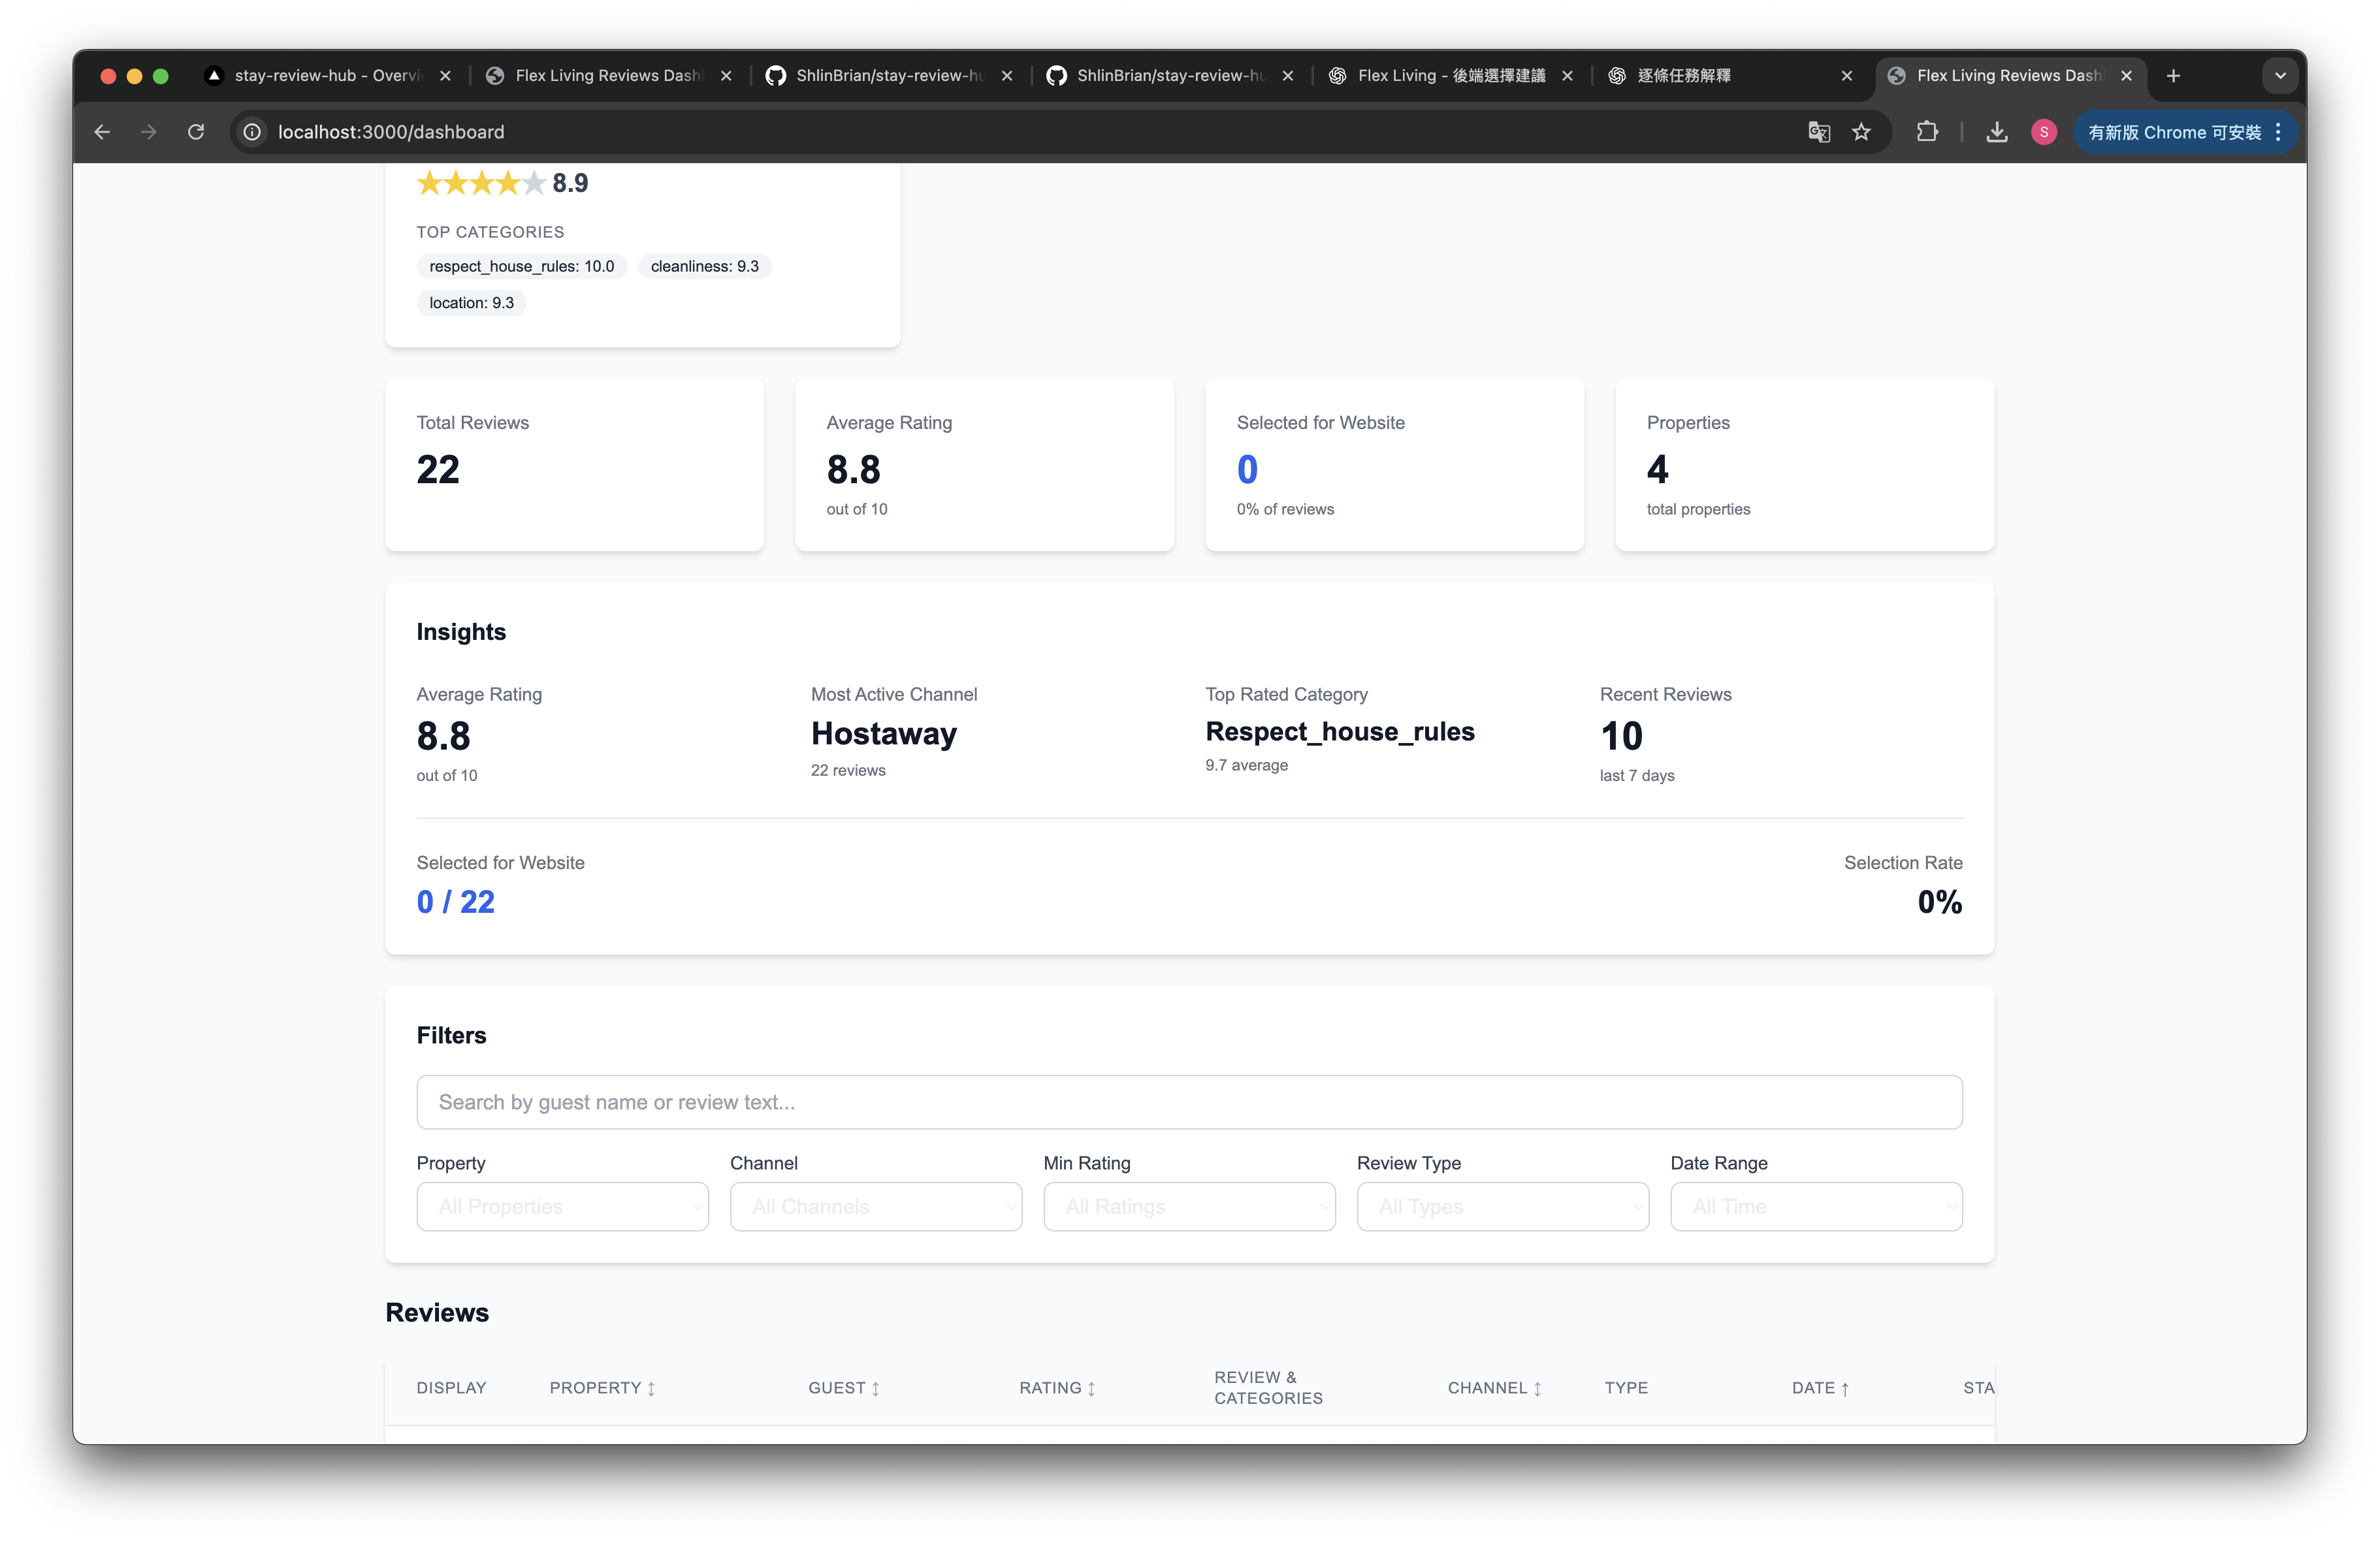 stay-review-hub - Overvi
Flex Living Reviews Dash
ShlinBrian/stay-review-hu
ShlinBrian/stay-review-hu
Flex Living - 後端選擇建議
逐條任務解釋
Flex Living Reviews Dash
localhost:3000/dashboard
S
有新版 Chrome 可安裝
8.9
TOP CATEGORIES
respect_house_rules: 10.0
cleanliness: 9.3
location: 9.3
Total Reviews
22
Average Rating
8.8
out of 10
Selected for Website
0
0% of reviews
Properties
4
total properties
Insights
Average Rating
8.8
out of 10
Most Active Channel
Hostaway
22 reviews
Top Rated Category
Respect_house_rules
9.7 average
Recent Reviews
10
last 7 days
Selected for Website
0 / 22
Selection Rate
0%
Filters
Search by guest name or review text...
Property
All Properties
Channel
All Channels
Min Rating
All Ratings
Review Type
All Types
Date Range
All Time
Reviews
DISPLAY
PROPERTY ↕
GUEST ↕
RATING ↕
REVIEW &
CATEGORIES
CHANNEL ↕
TYPE
DATE ↑
STA